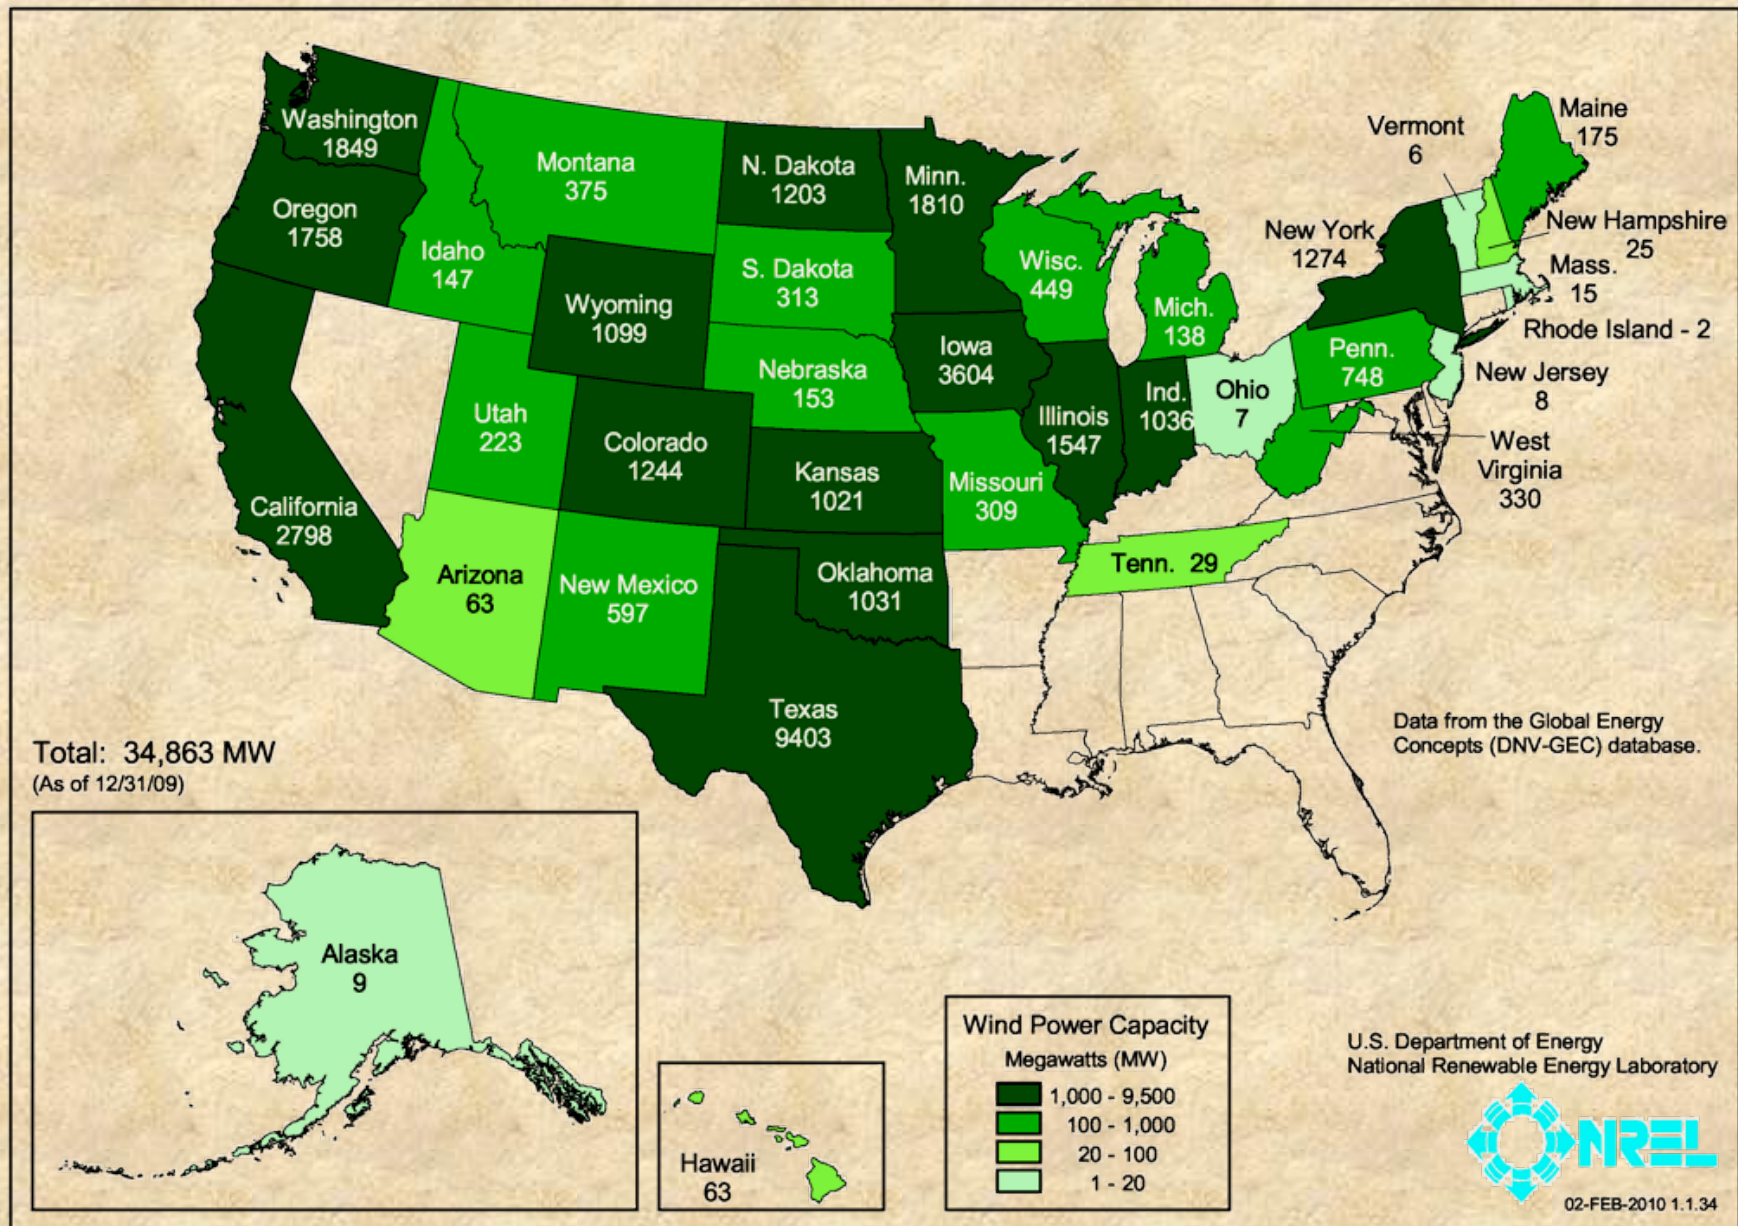 Washington
1849
Oregon
1758
California
2798
Idaho
147
Montana
375
Wyoming
1099
Utah
223
Colorado
1244
Arizona
63
New Mexico
597
N. Dakota
1203
S. Dakota
313
Nebraska
153
Kansas
1021
Oklahoma
1031
Texas
9403
Minn.
1810
Iowa
3604
Missouri
309
Wisc.
449
Illinois
1547
Mich.
138
Ind.
1036
Ohio
7
Tenn. 29
Penn.
748
New York
1274
Vermont
6
Maine
175
New Hampshire
25
Mass.
15
Rhode Island - 2
New Jersey
8
West
Virginia
330
Data from the Global Energy
Concepts (DNV-GEC) database.
Total: 34,863 MW
(As of 12/31/09)
Alaska
9
Hawaii
63
Wind Power Capacity
Megawatts (MW)
1,000 - 9,500
100 - 1,000
20 - 100
1 - 20
U.S. Department of Energy
National Renewable Energy Laboratory
NREL
02-FEB-2010 1.1.34